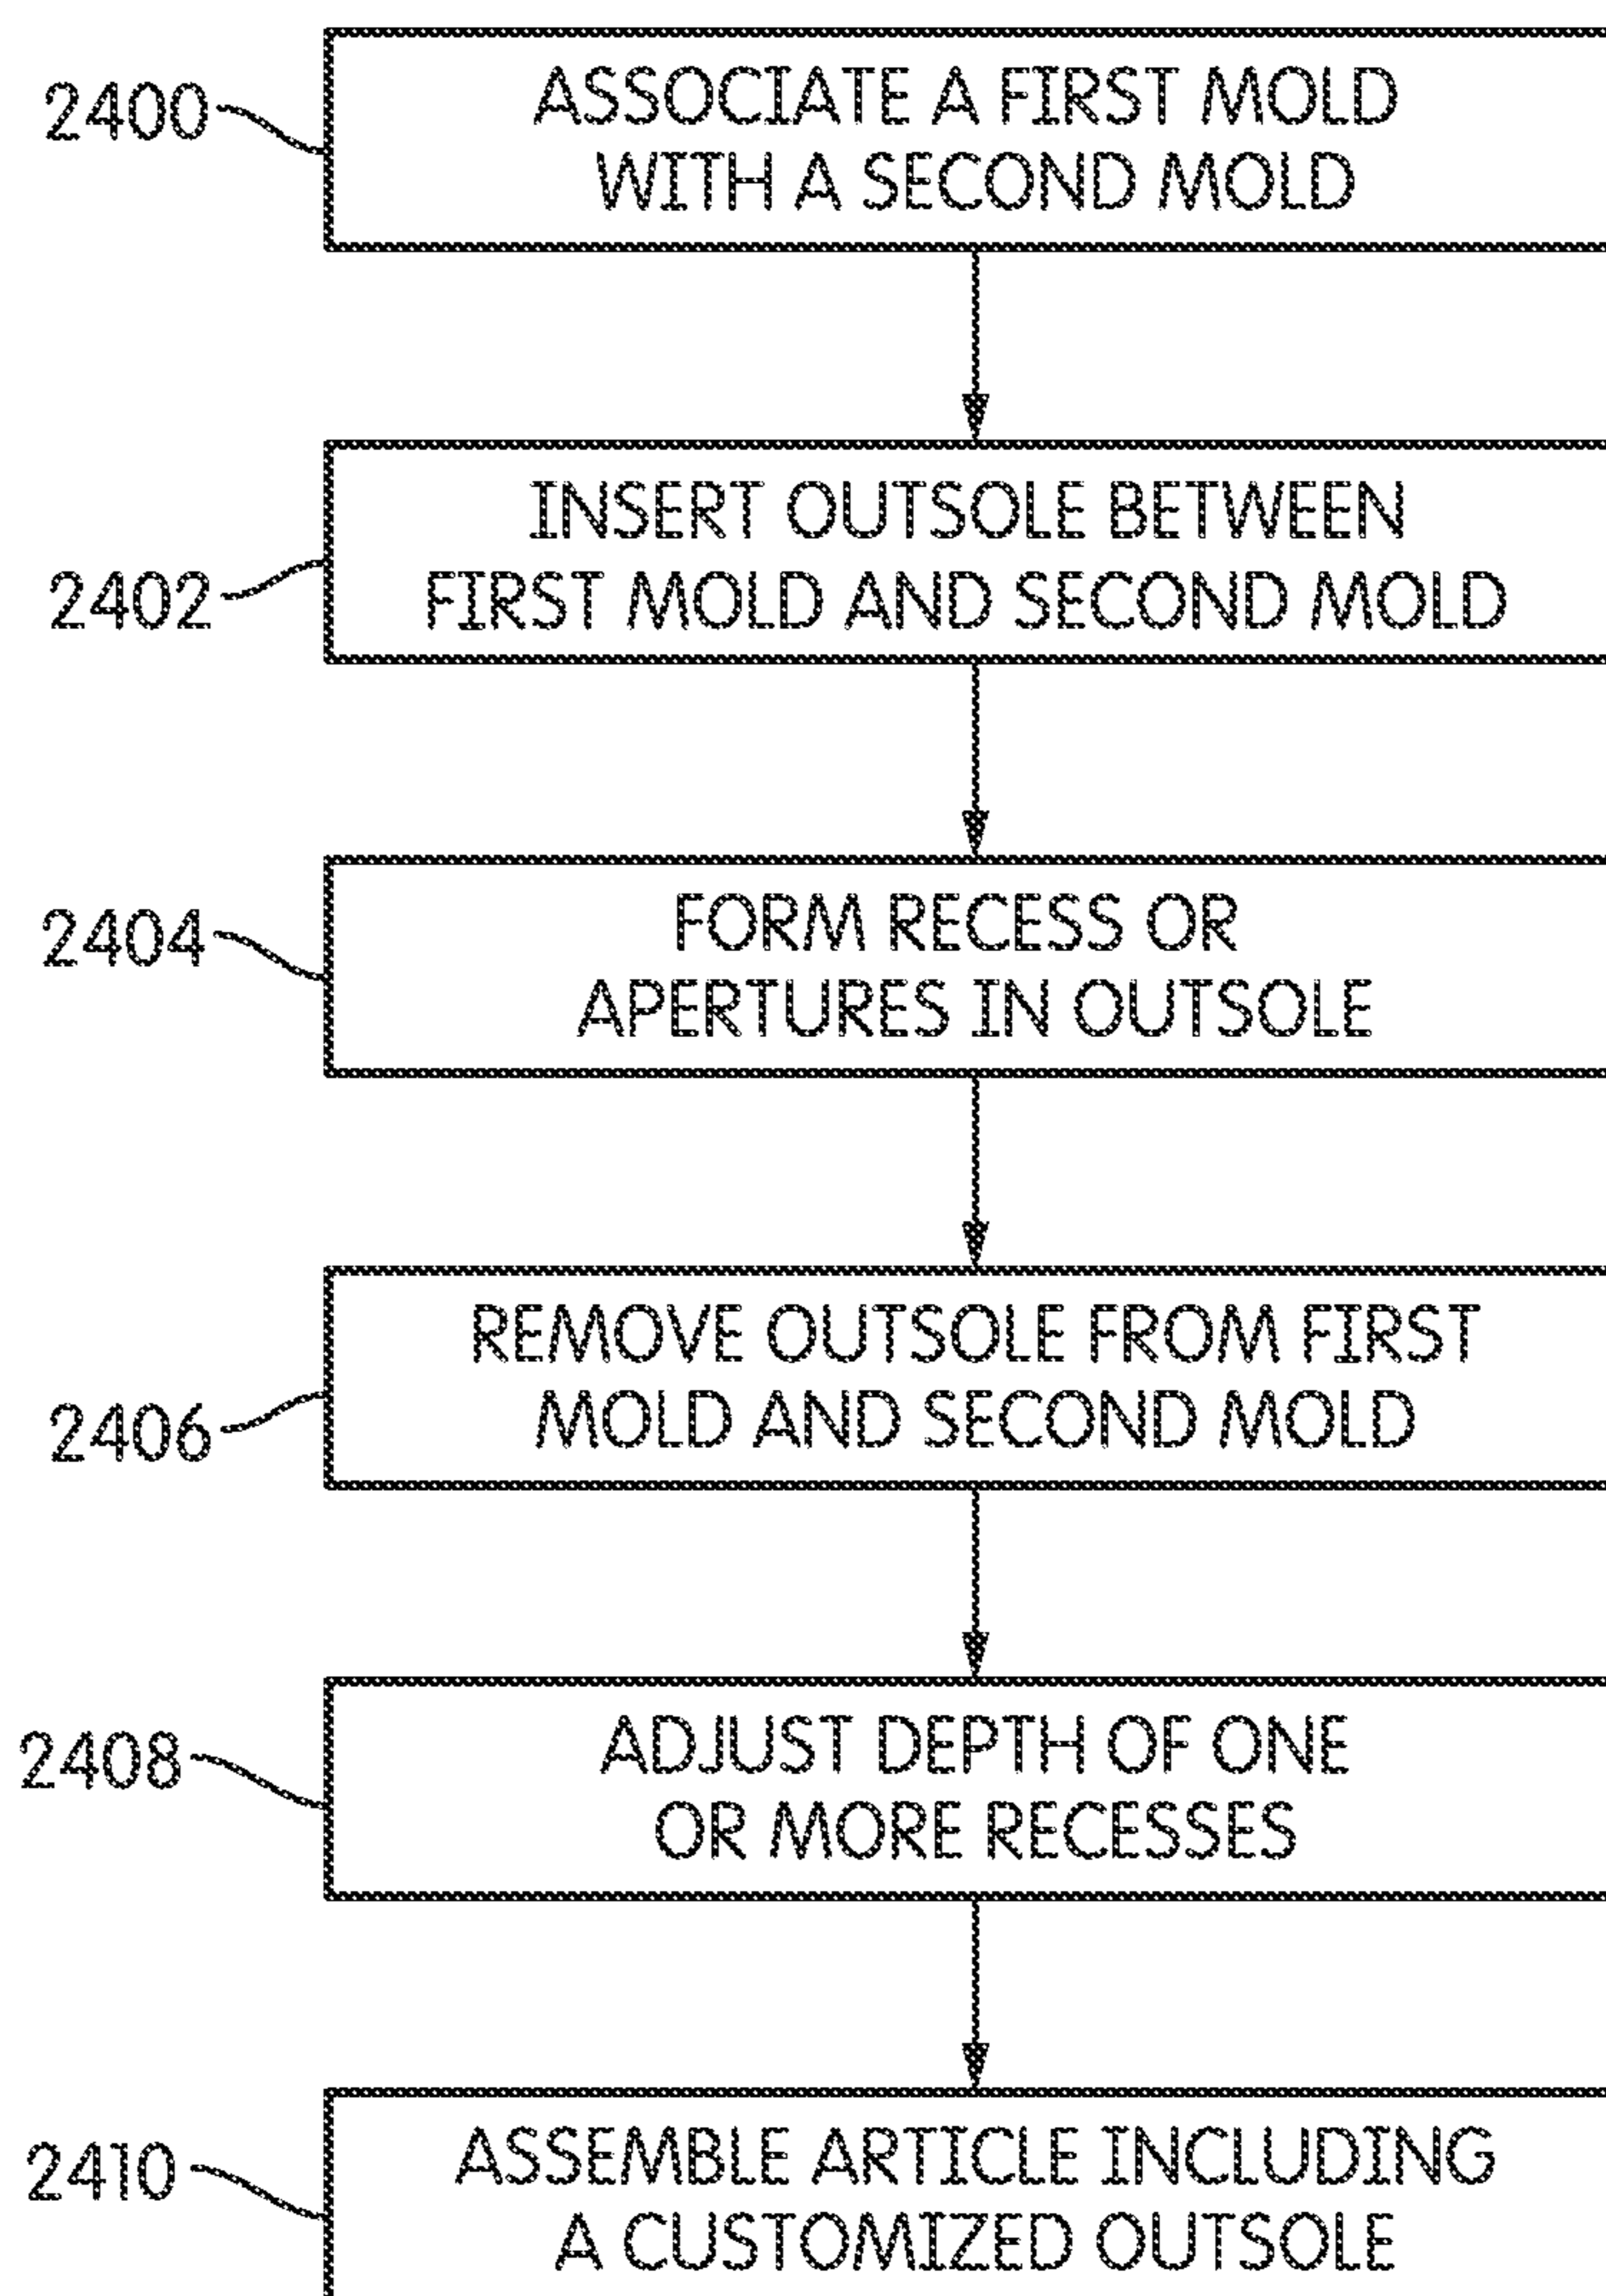 2400
ASSOCIATE A FIRST MOLD
WITH A SECOND MOLD
INSERT OUTSOLE BETWEEN
2402
FIRST MOLD AND SECOND MOLD
2404
FORM RECESS OR
APERTURES IN OUTSOLE
REMOVE OUTSOLE FROM FIRST
2406
MOLD AND SECOND MOLD
2408
ADJUST DEPTH OF ONE
OR MORE RECESSES
2410
ASSEMBLE ARTICLE INCLUDING
A CUSTOMIZED OUTSOLE